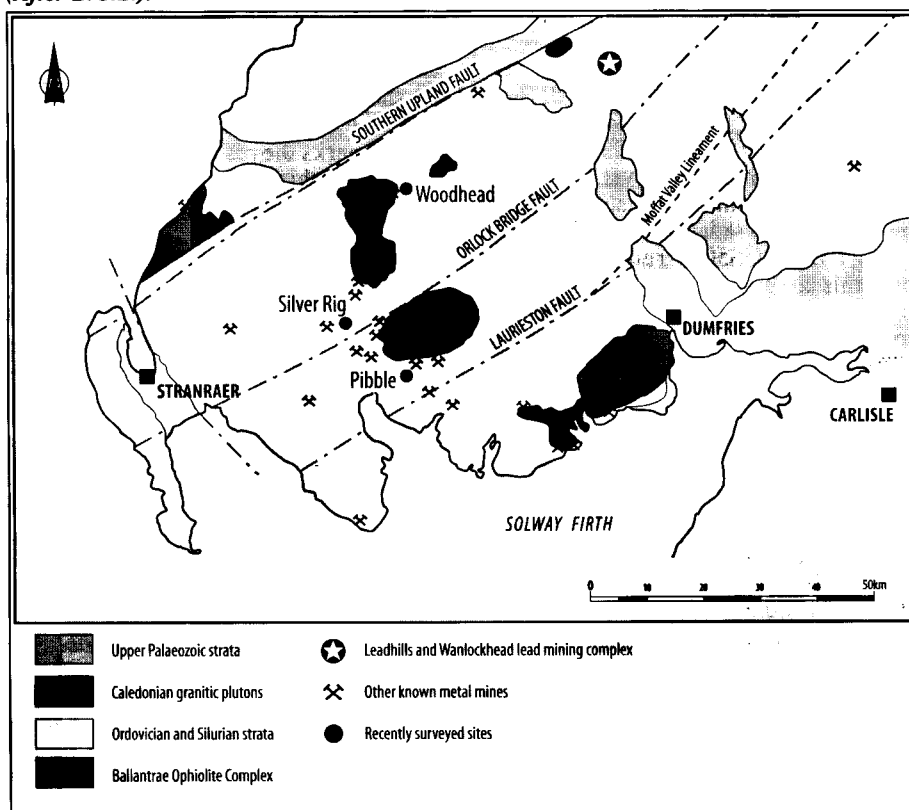 SOUTHERN UPLAND FAULT
Woodhead
ORLOCK BRIDGE FAULT
Moffat Valley Lineament
Silver Rig
LAURIESTON FAULT
DUMFRIES
Pibble
STRANRAER
CARLISLE
SOLWAY FIRTH
0 10 20 30 40 50km
Upper Palaeozoic strata
Leadhills and Wanlockhead lead mining complex
Caledonian granitic plutons
Other known metal mines
Ordovician and Silurian strata
Recently surveyed sites
Ballantrae Ophiolite Complex